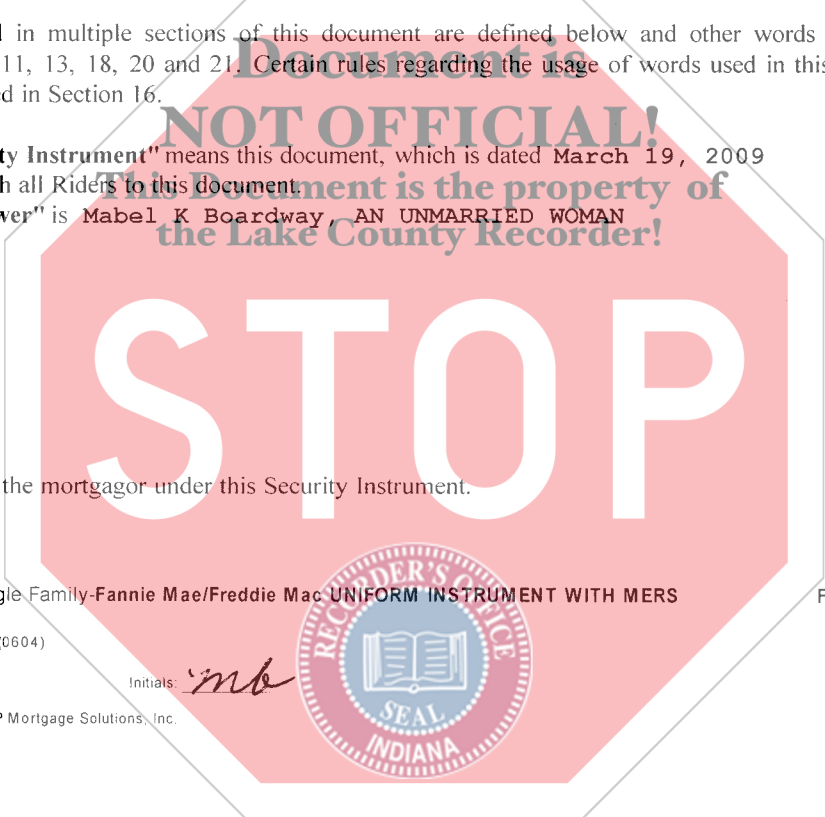 in multiple sections of this document are defined below and other words
11, 13, 18, 20 and 21. Certain rules regarding the usage of words used in this
d in Section 16.
Document is
NOT OFFICIAL!
This Document is the property of
the Lake County Recorder!
ty Instrument" means this document, which is dated March 19, 2009
h all Riders to this document.
wer" is Mabel K Boardway, AN UNMARRIED WOMAN
STOP
the mortgagor under this Security Instrument.
gle Family-Fannie Mae/Freddie Mac UNIFORM INSTRUMENT WITH MERS
(0604)
Initials: mb
P Mortgage Solutions, Inc.
RECORDER'S OFFICE
SEAL
INDIANA